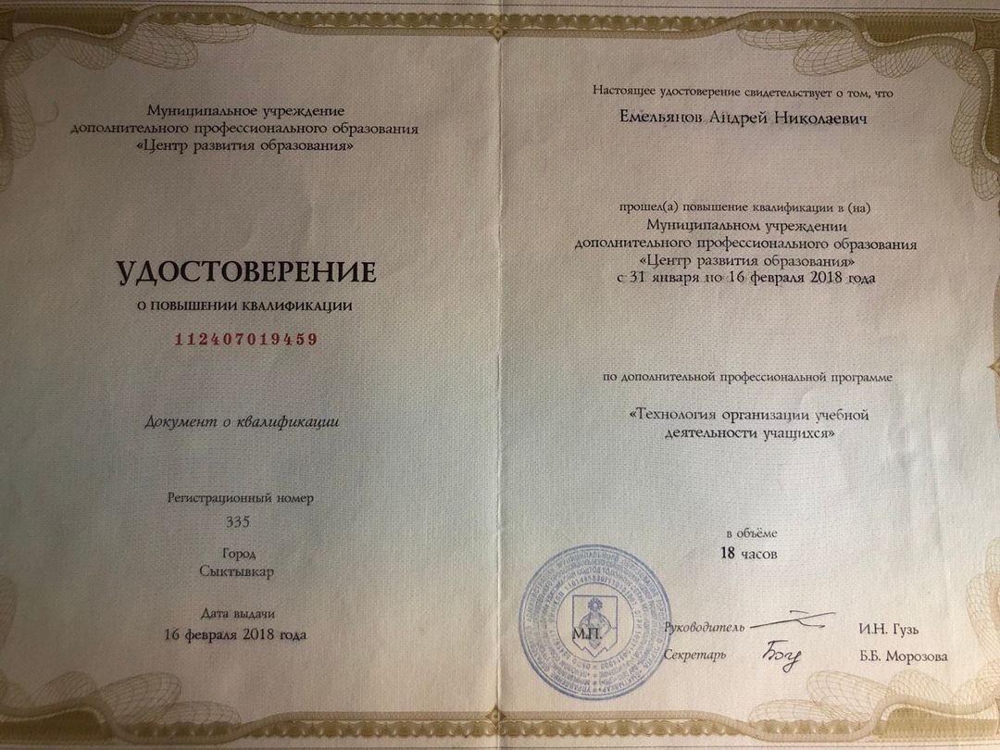 Муниципальное учреждение
дополнительного профессионального образования
«Центр развития образования»
УДОСТОВЕРЕНИЕ
О ПОВЫШЕНИИ КВАЛИФИКАЦИИ
112407019459
Документ о квалификации
Регистрационный номер
335
Город
Сыктывкар
Дата выдачи
16 февраля 2018 года
Настоящее удостоверение свидетельствует о том, что
Емельянов Андрей Николаевич
прошел(а) повышение квалификации в (на)
Муниципальном учреждении
дополнительного профессионального образования
«Центр развития образования»
с 31 января по 16 февраля 2018 года
по дополнительной профессиональной программе
«Технология организации учебной
деятельности учащихся»
в объёме
18 часов
М.П.
Руководитель И.Н. Гузь
Секретарь Б.Б. Морозова